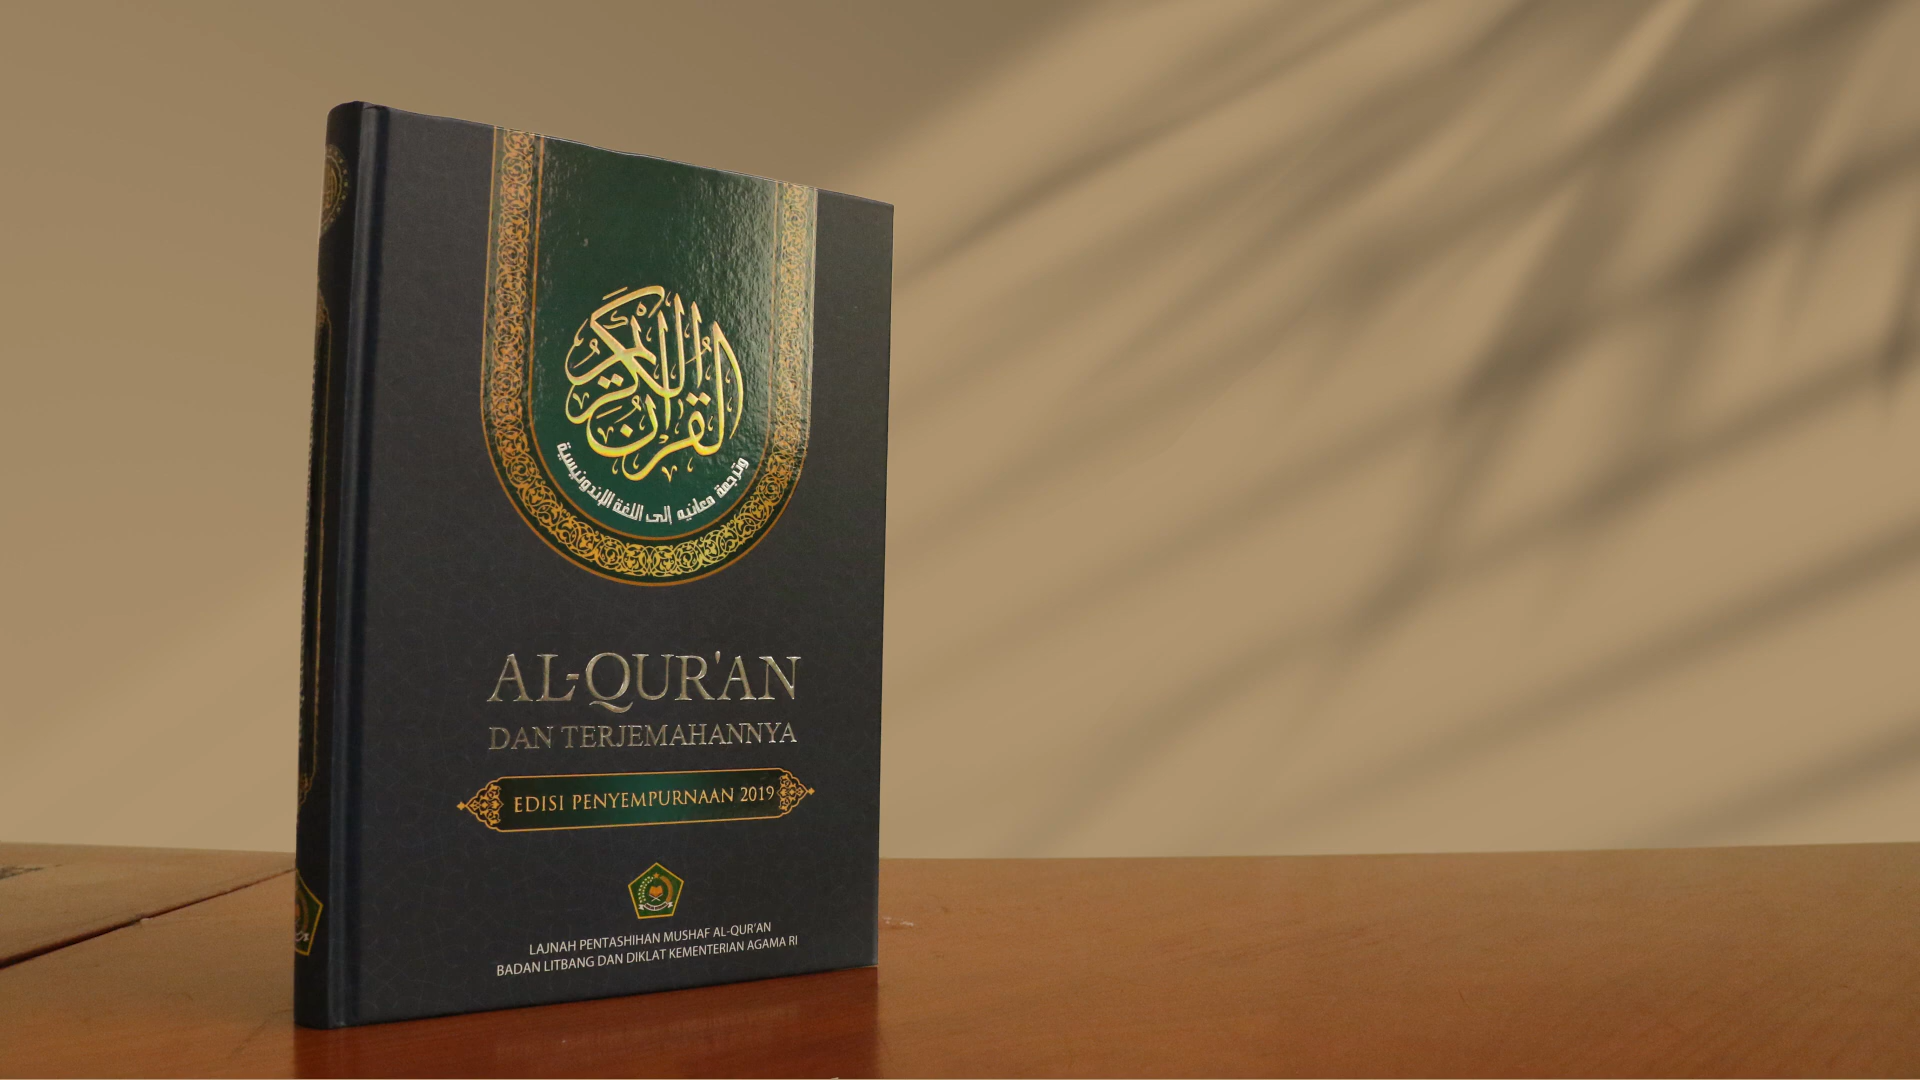 القرآن الكريم
وترجمة معانيه إلى اللغة الإندونيسية
AL-QUR'AN
DAN TERJEMAHANNYA
EDISI PENYEMPURNAAN 2019
LAJNAH PENTASHIHAN MUSHAF AL-QUR'AN
BADAN LITBANG DAN DIKLAT KEMENTERIAN AGAMA RI